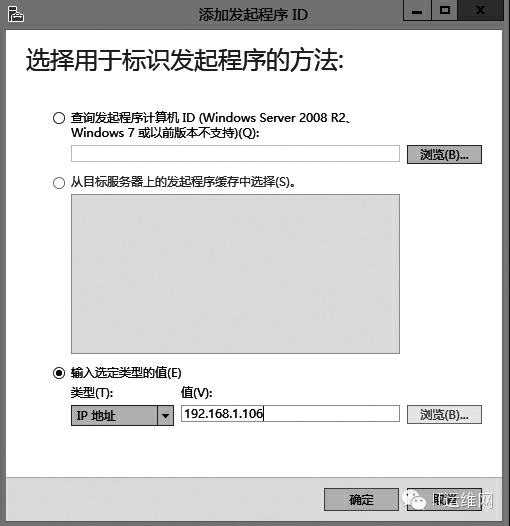 添加发起程序 ID
选择用于标识发起程序的方法:
查询发起程序计算机 ID (Windows Server 2008 R2、
Windows 7 或以前版本不支持)(Q):
浏览(B)...
从目标服务器上的发起程序缓存中选择(S)。
输入选定类型的值(E)
类型(T): 值(V):
IP 地址 192.168.1.106 浏览(B)...
确定 取消
运维网